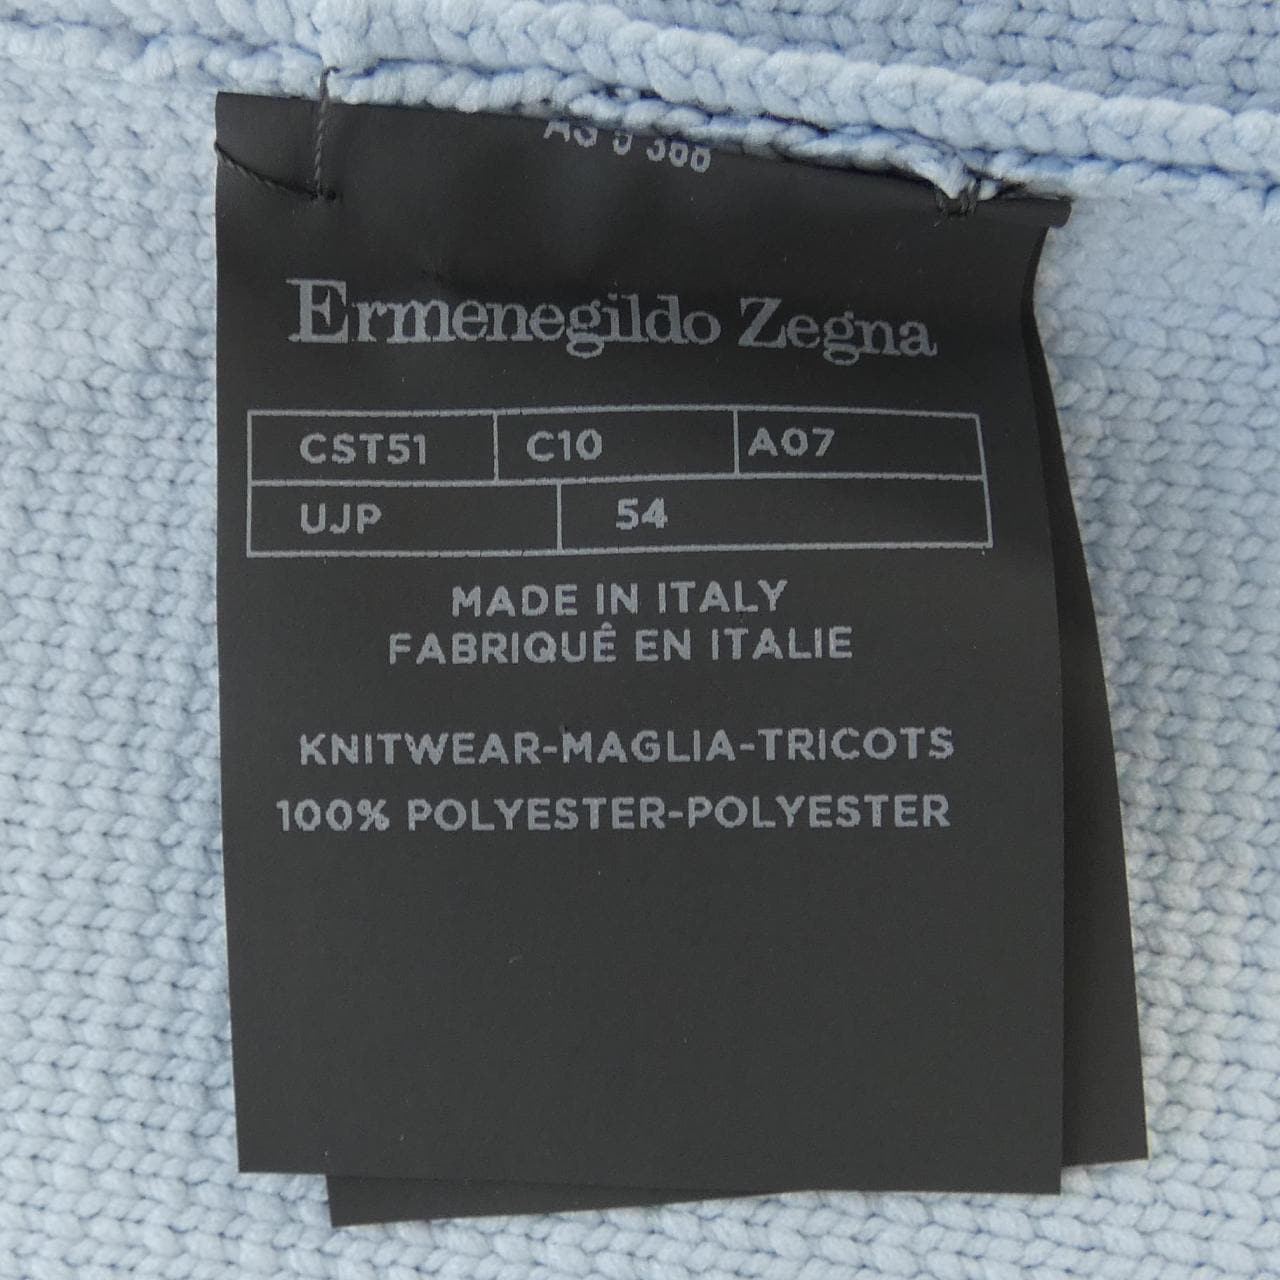 Ermenegildo Zegna
CST51 C10 A07
UJP 54
MADE IN ITALY
FABRIQUÊ EN ITALIE
KNITWEAR-MAGLIA-TRICOTS
100% POLYESTER-POLYESTER